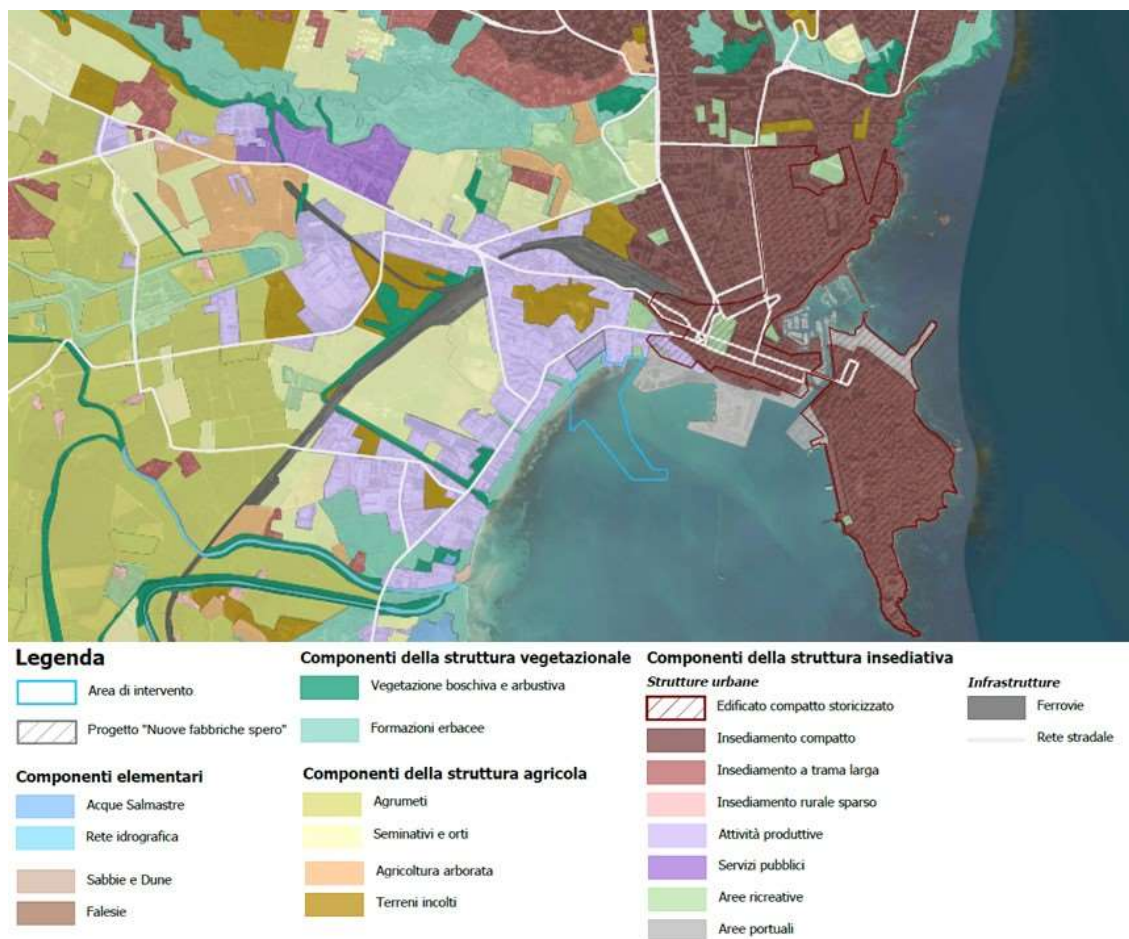 Legenda
Area di intervento
Progetto "Nuove fabbriche spero"
Componenti elementari
Acque Salmastre
Rete idrografica
Sabbie e Dune
Falesie
Componenti della struttura vegetazionale
Vegetazione boschiva e arbustiva
Formazioni erbacee
Componenti della struttura agricola
Agrumeti
Seminativi e orti
Agricoltura arborata
Terreni incolti
Componenti della struttura insediativa
Strutture urbane
Edificato compatto storicizzato
Insediamento compatto
Insediamento a trama larga
Insediamento rurale sparso
Attività produttive
Servizi pubblici
Aree ricreative
Aree portuali
Infrastrutture
Ferrovie
Rete stradale